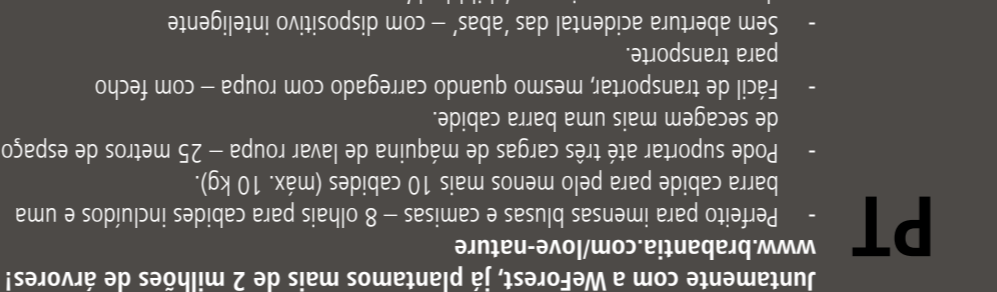 PT
Juntamente com a WeForest, já plantamos mais de 2 milhões de árvores!
www.brabantia.com/love-nature
- Perfeito para imensas blusas e camisas – 8 olhais para cabides incluídos e uma
barra cabide para pelo menos mais 10 cabides (máx. 10 kg).
- Pode suportar até três cargas de máquina de lavar roupa – 25 metros de espaço
de secagem mais uma barra cabide.
- Fácil de transportar, mesmo quando carregado com roupa – com fecho
para transporte.
- Sem abertura acidental das ‘abas’ – com dispositivo inteligente